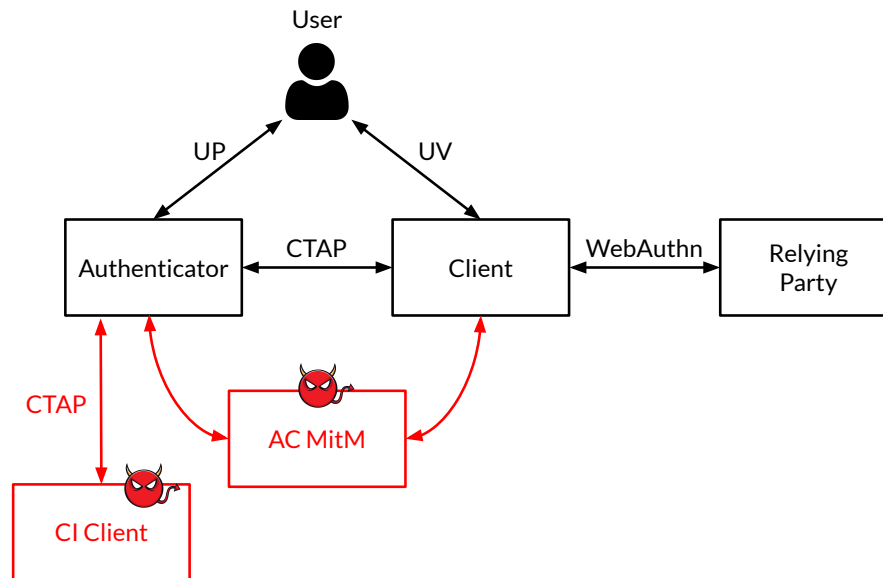 User
UP
UV
Authenticator
CTAP
Client
WebAuthn
Relying
Party
CTAP
AC MitM
CI Client